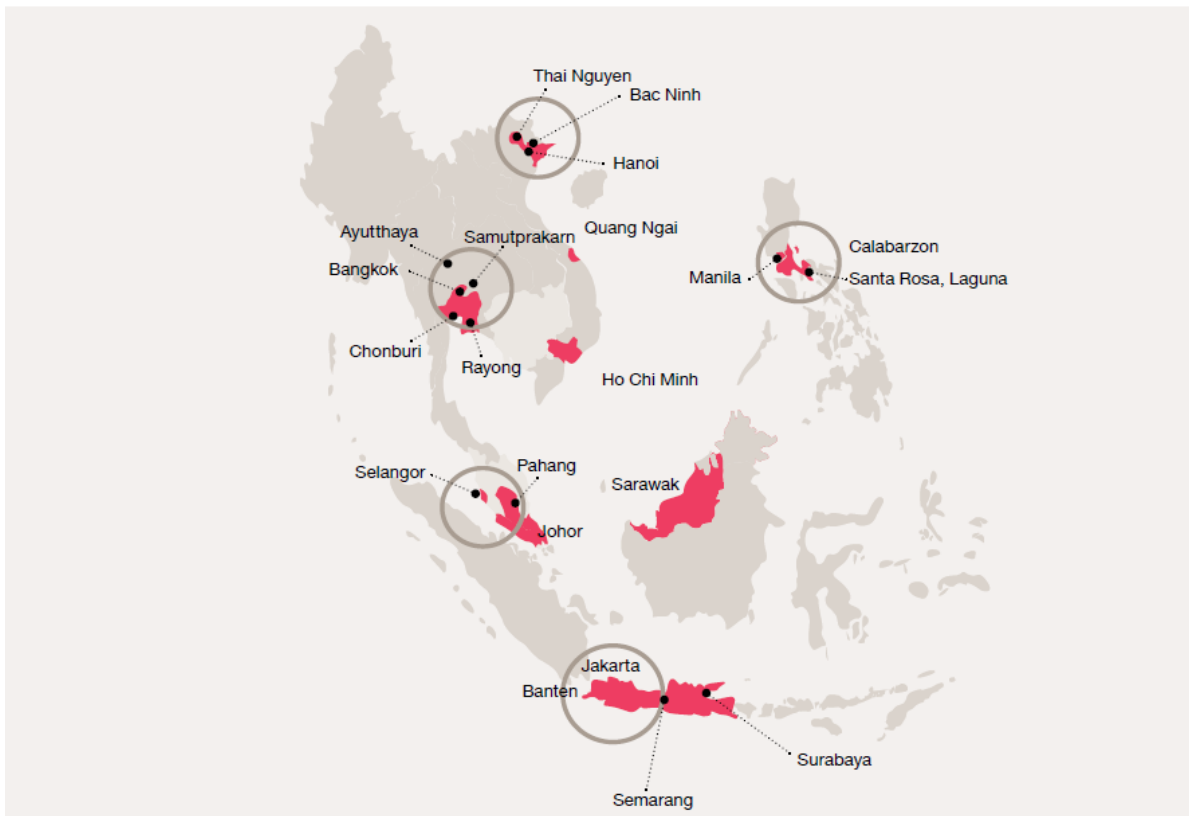 Thai Nguyen
Bac Ninh
Hanoi
Quang Ngai
Ayutthaya
Samutprakarn
Bangkok
Calabarzon
Manila
Santa Rosa, Laguna
Chonburi
Rayong
Ho Chi Minh
Selangor
Pahang
Sarawak
Johor
Jakarta
Banten
Surabaya
Semarang